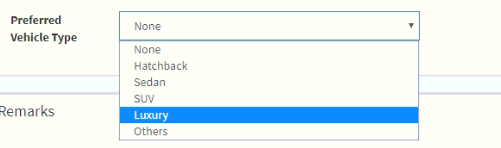 Preferred
Vehicle Type
None
None
Hatchback
Sedan
SUV
Luxury
Others
Remarks